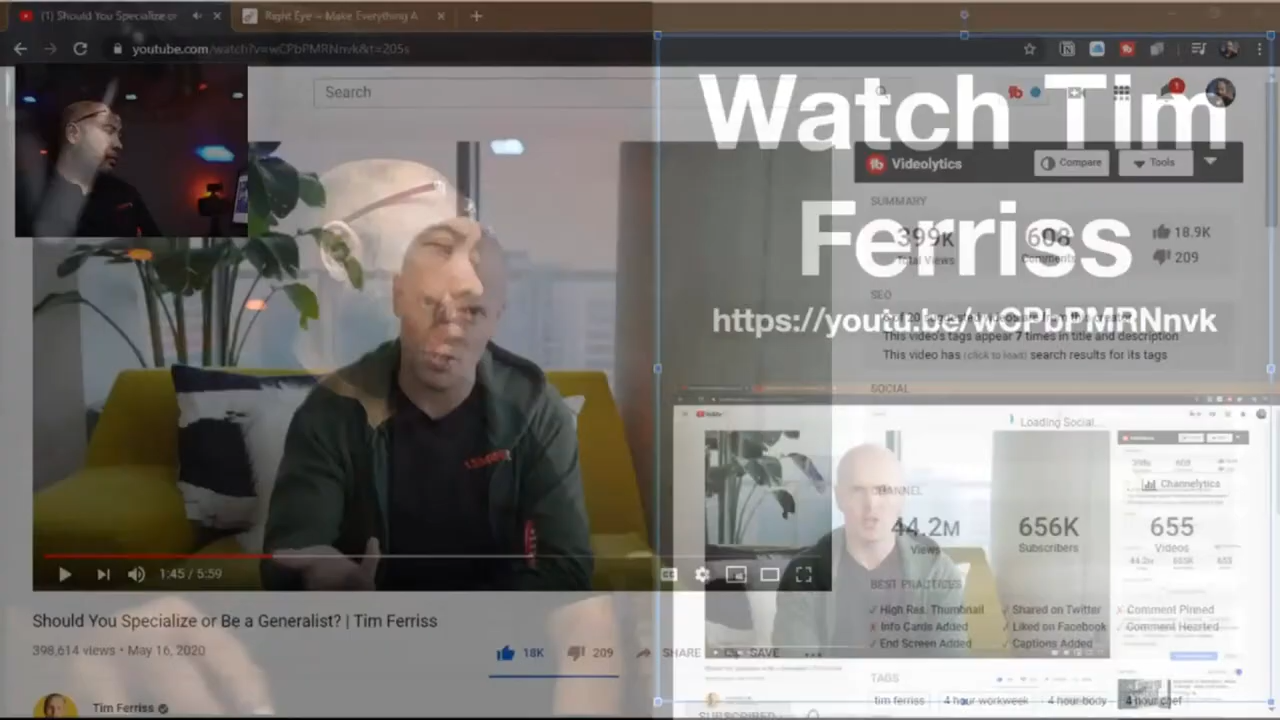 (1) Should You Specialize or
Right Eye – Make Everything A
youtube.com/watch?v=wCPbPMRNnvk&t=205s
Search
Watch Tim
Ferriss
https://youtu.be/wCPbPMRNnvk
Videolytics
Compare
Tools
SUMMARY
399K
608
18.9K
Total Views
Comments
209
SEO
This video's tags appear 7 times in title and description
This video has (click to load) search results for its tags
SOCIAL
Loading Social...
CHANNEL
Channelytics
44.2M
656K
655
Views
Subscribers
Videos
BEST PRACTICES
✓ High Res. Thumbnail
✓ Shared on Twitter
✗ Comment Pinned
✗ Info Cards Added
✓ Liked on Facebook
✓ Comment Hearted
✓ End Screen Added
✓ Captions Added
TAGS
tim ferriss
4 hour workweek
4 hour body
4 hour chef
1:45 / 5:59
Should You Specialize or Be a Generalist? | Tim Ferriss
398,614 views • May 16, 2020
18K
209
SHARE
SAVE
Tim Ferriss
SUBSCRIBED